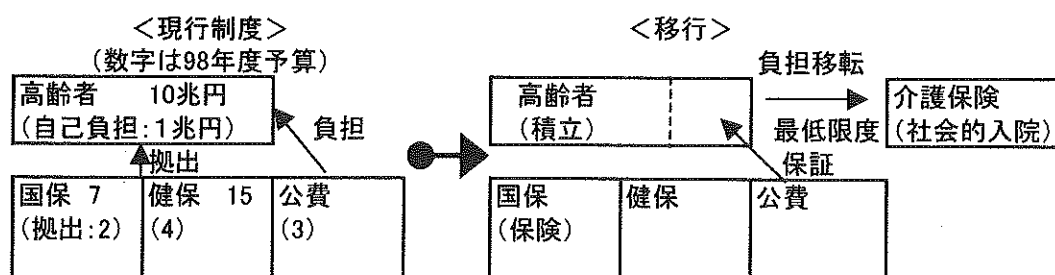 <現行制度>
(数字は98年度予算)
高齢者 10兆円
(自己負担:1兆円)
負担
拠出
国保 7
(拠出:2)
健保 15
(4)
公費
(3)
<移行>
高齢者
(積立)
負担移転
介護保険
(社会的入院)
最低限度
保証
国保
(保険)
健保
公費